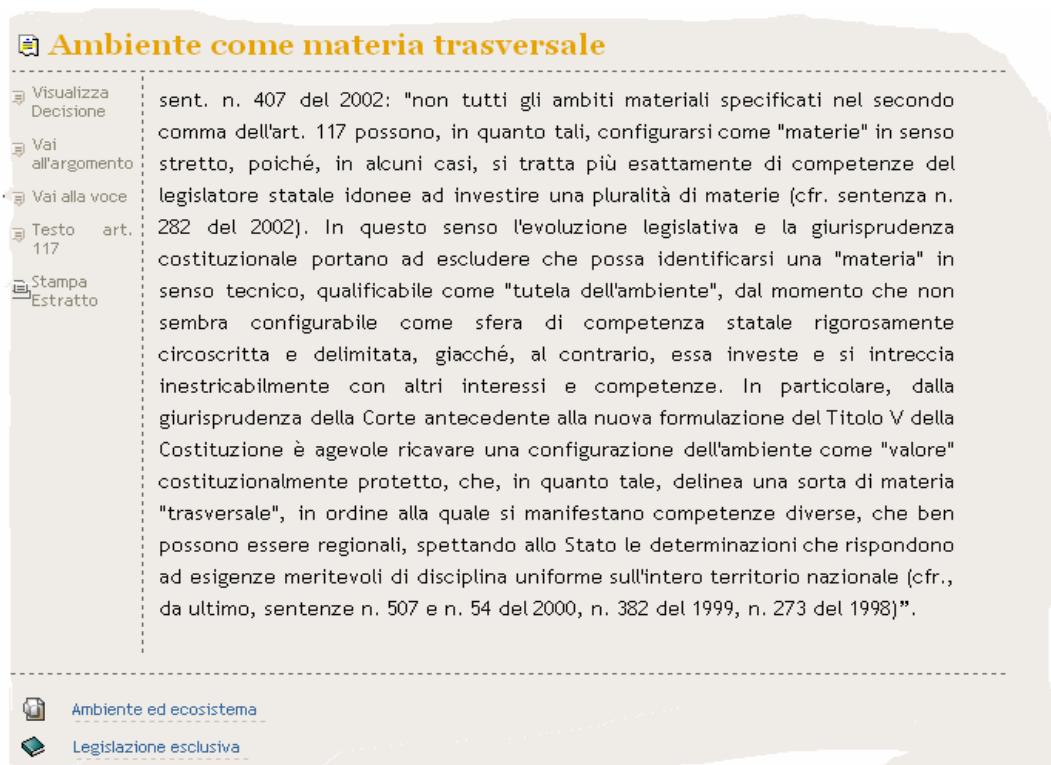 Ambiente come materia trasversale
Visualizza
Decisione
Vai
all'argomento
Vai alla voce
Testo art.
117
Stampa
Estratto
sent. n. 407 del 2002: "non tutti gli ambiti materiali specificati nel secondo
comma dell'art. 117 possono, in quanto tali, configurarsi come "materie" in senso
stretto, poiché, in alcuni casi, si tratta più esattamente di competenze del
legislatore statale idonee ad investire una pluralità di materie (cfr. sentenza n.
282 del 2002). In questo senso l'evoluzione legislativa e la giurisprudenza
costituzionale portano ad escludere che possa identificarsi una "materia" in
senso tecnico, qualificabile come "tutela dell'ambiente", dal momento che non
sembra configurabile come sfera di competenza statale rigorosamente
circoscritta e delimitata, giacché, al contrario, essa investe e si intreccia
inestricabilmente con altri interessi e competenze. In particolare, dalla
giurisprudenza della Corte antecedente alla nuova formulazione del Titolo V della
Costituzione è agevole ricavare una configurazione dell'ambiente come "valore"
costituzionalmente protetto, che, in quanto tale, delinea una sorta di materia
"trasversale", in ordine alla quale si manifestano competenze diverse, che ben
possono essere regionali, spettando allo Stato le determinazioni che rispondono
ad esigenze meritevoli di disciplina uniforme sull'intero territorio nazionale (cfr.,
da ultimo, sentenze n. 507 e n. 54 del 2000, n. 382 del 1999, n. 273 del 1998)”.
Ambiente ed ecosistema
Legislazione esclusiva